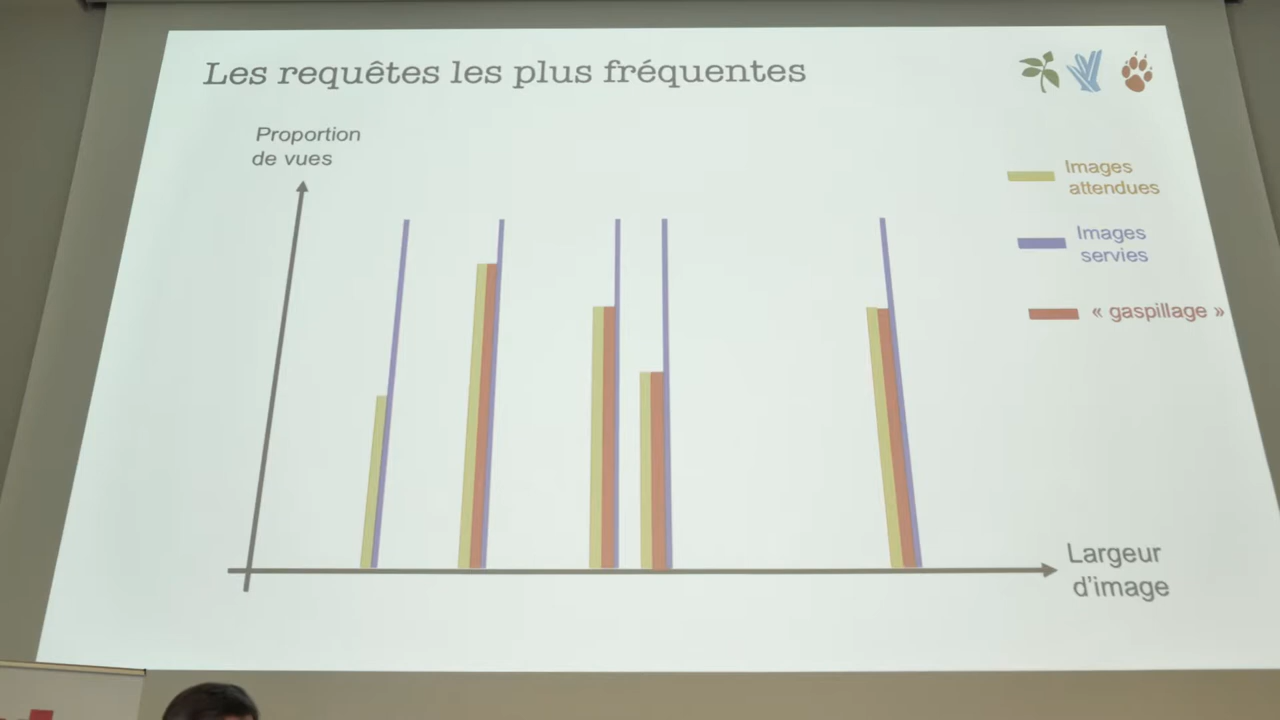 Les requêtes les plus fréquentes
Proportion
de vues
Images
attendues
Images
servies
« gaspillage »
Largeur
d'image